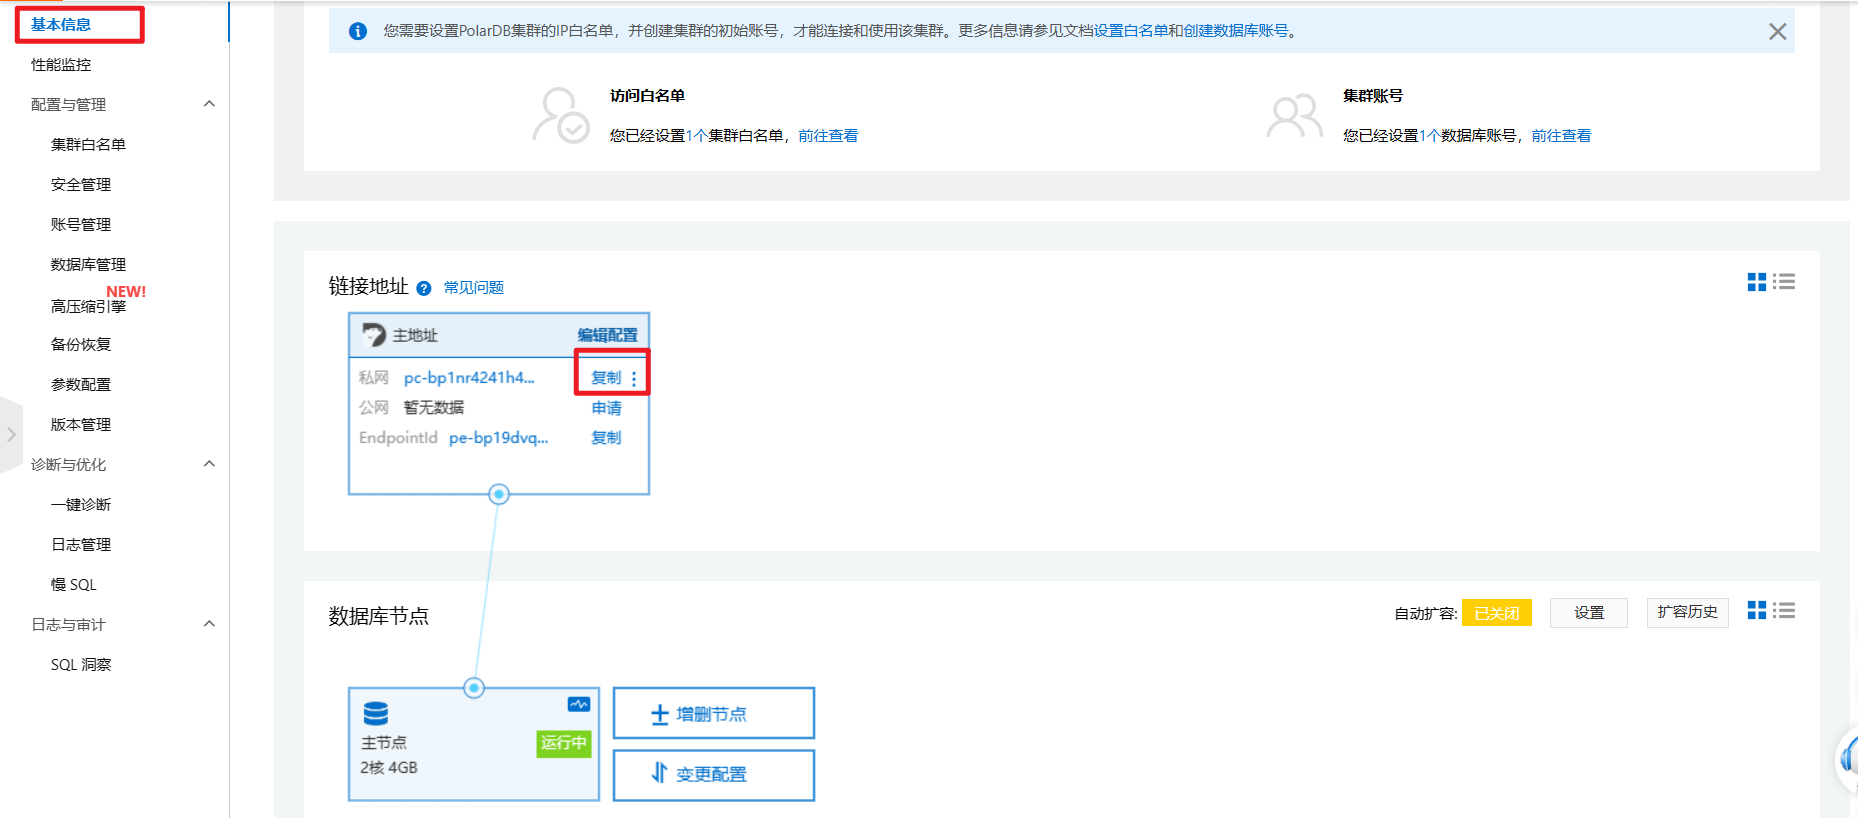 基本信息
性能监控
配置与管理
集群白名单
安全管理
账号管理
数据库管理
NEW!
高压缩引擎
备份恢复
参数配置
版本管理
诊断与优化
一键诊断
日志管理
慢 SQL
日志与审计
SQL 洞察
您需要设置PolarDB集群的IP白名单，并创建集群的初始账号，才能连接和使用该集群。更多信息请参见文档设置白名单和创建数据库账号。
访问白名单
您已经设置1个集群白名单，前往查看
集群账号
您已经设置1个数据库账号，前往查看
链接地址 常见问题
主地址 编辑配置
私网 pc-bp1nr4241h4... 复制
公网 暂无数据 申请
EndpointId pe-bp19dvq... 复制
数据库节点
自动扩容: 已关闭 设置 扩容历史
主节点
运行中
2核 4GB
增删节点
变更配置